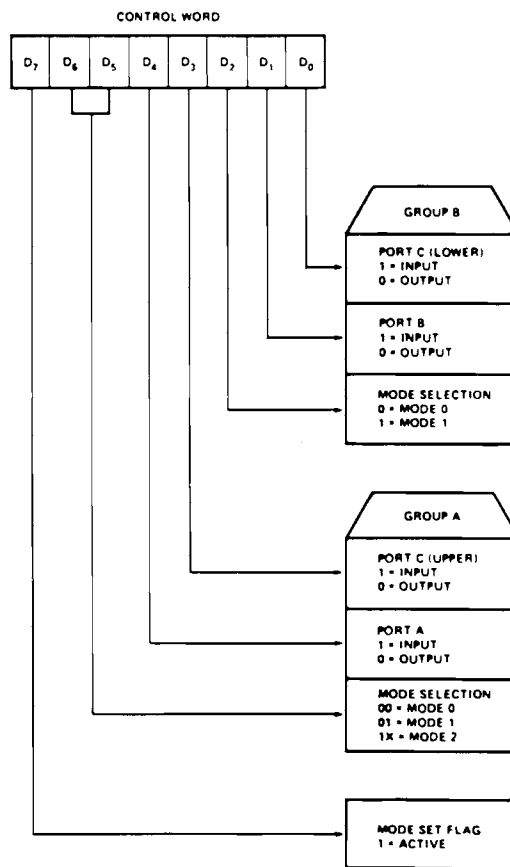 CONTROL WORD
D7 D6 D5 D4 D3 D2 D1 D0
GROUP B
PORT C (LOWER)
1 = INPUT
0 = OUTPUT
PORT B
1 = INPUT
0 = OUTPUT
MODE SELECTION
0 = MODE 0
1 = MODE 1
GROUP A
PORT C (UPPER)
1 = INPUT
0 = OUTPUT
PORT A
1 = INPUT
0 = OUTPUT
MODE SELECTION
00 = MODE 0
01 = MODE 1
1X = MODE 2
MODE SET FLAG
1 = ACTIVE